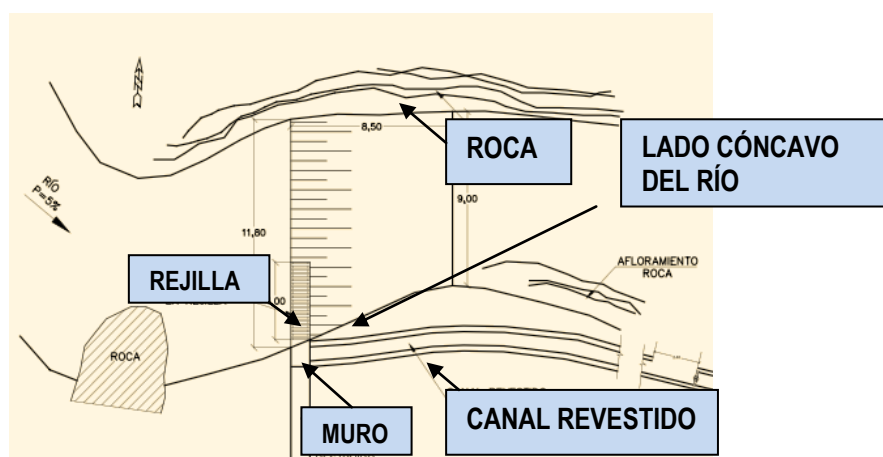 N
8,50
ROCA
LADO CÓNCAVO
DEL RÍO
RÍO
P=5%
9,00
11,80
AFLORAMIENTO
ROCA
REJILLA
ROCA
CANAL REVESTIDO
MURO